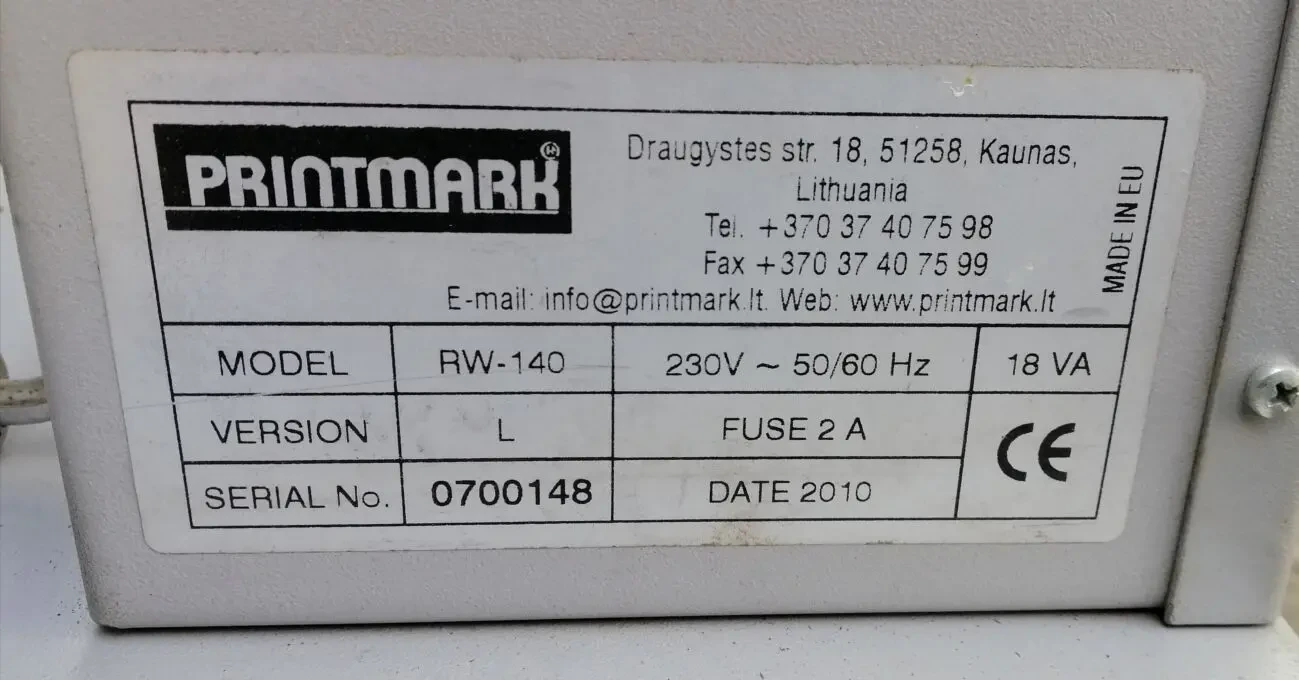 PRINTMARK
Draugystes str. 18, 51258, Kaunas,
Lithuania
Tel. +370 37 40 75 98
Fax +370 37 40 75 99
E-mail: info@printmark.lt. Web: www.printmark.lt
MADE IN EU
MODEL RW-140 230V ~ 50/60 Hz 18 VA
VERSION L FUSE 2 A CE
SERIAL No. 0700148 DATE 2010